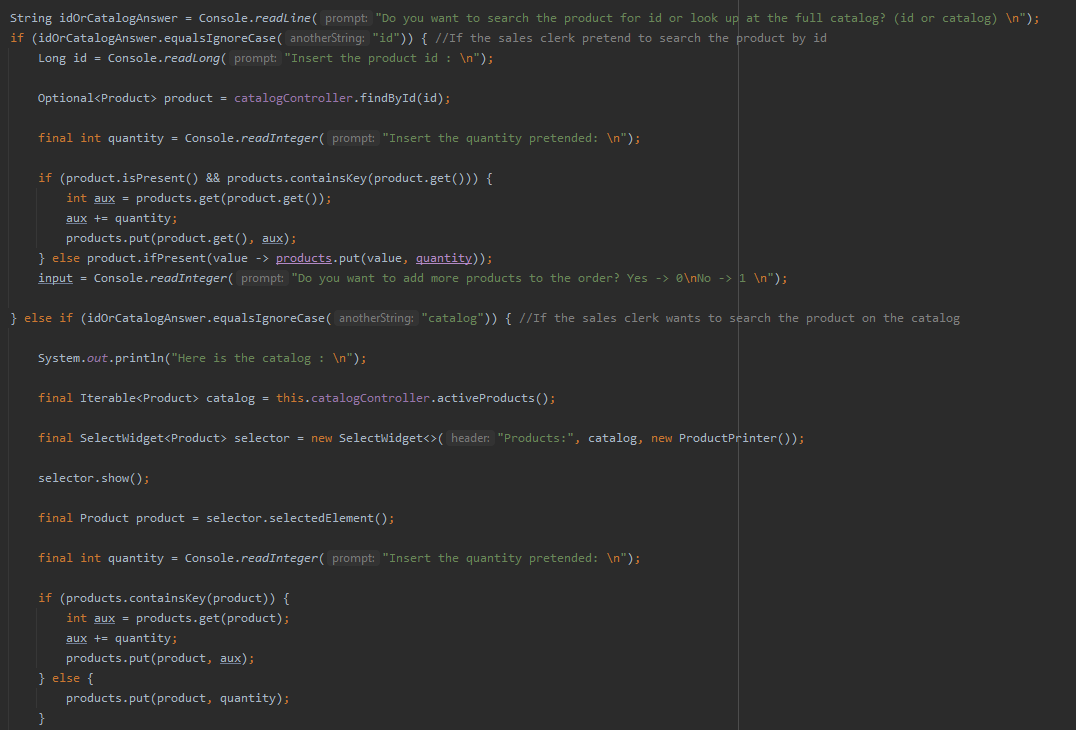 String idOrCatalogAnswer = Console.readLine( prompt: "Do you want to search the product for id or look up at the full catalog? (id or catalog) \n");
if (idOrCatalogAnswer.equalsIgnoreCase( anotherString: "id")) { //If the sales clerk pretend to search the product by id
    Long id = Console.readLong( prompt: "Insert the product id : \n");
    Optional<Product> product = catalogController.findById(id);
    final int quantity = Console.readInteger( prompt: "Insert the quantity pretended: \n");
    if (product.isPresent() && products.containsKey(product.get())) {
        int aux = products.get(product.get());
        aux += quantity;
        products.put(product.get(), aux);
    } else product.ifPresent(value -> products.put(value, quantity));
    input = Console.readInteger( prompt: "Do you want to add more products to the order? Yes -> 0\nNo -> 1 \n");
} else if (idOrCatalogAnswer.equalsIgnoreCase( anotherString: "catalog")) { //If the sales clerk wants to search the product on the catalog
    System.out.println("Here is the catalog : \n");
    final Iterable<Product> catalog = this.catalogController.activeProducts();
    final SelectWidget<Product> selector = new SelectWidget<>( header: "Products:", catalog, new ProductPrinter());
    selector.show();
    final Product product = selector.selectedElement();
    final int quantity = Console.readInteger( prompt: "Insert the quantity pretended: \n");
    if (products.containsKey(product)) {
        int aux = products.get(product);
        aux += quantity;
        products.put(product, aux);
    } else {
        products.put(product, quantity);
    }